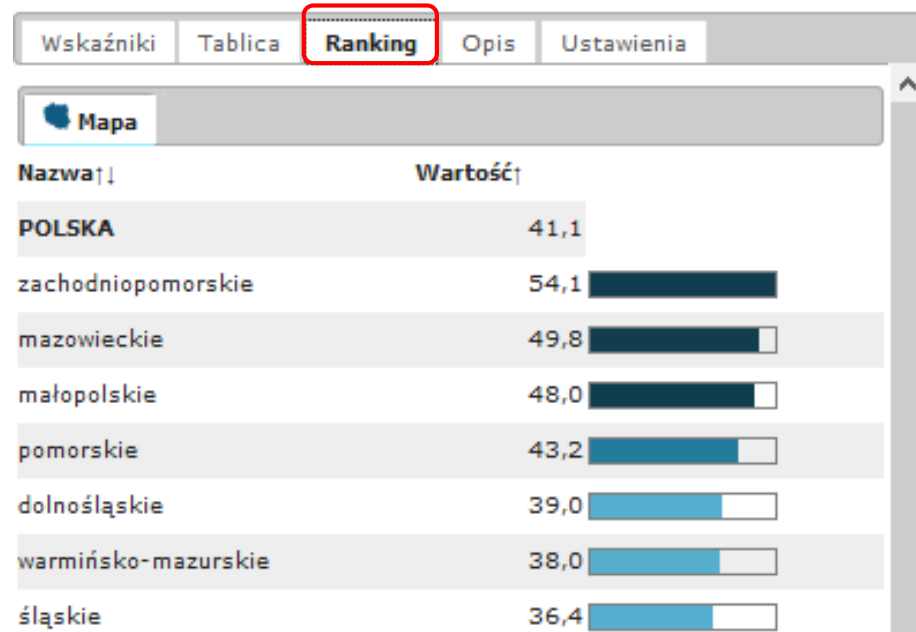 Wskaźniki Tablica Ranking Opis Ustawienia
Mapa
Nazwa↑↓ Wartość↑
POLSKA 41,1
zachodniopomorskie 54,1
mazowieckie 49,8
małopolskie 48,0
pomorskie 43,2
dolnośląskie 39,0
warmińsko-mazurskie 38,0
śląskie 36,4